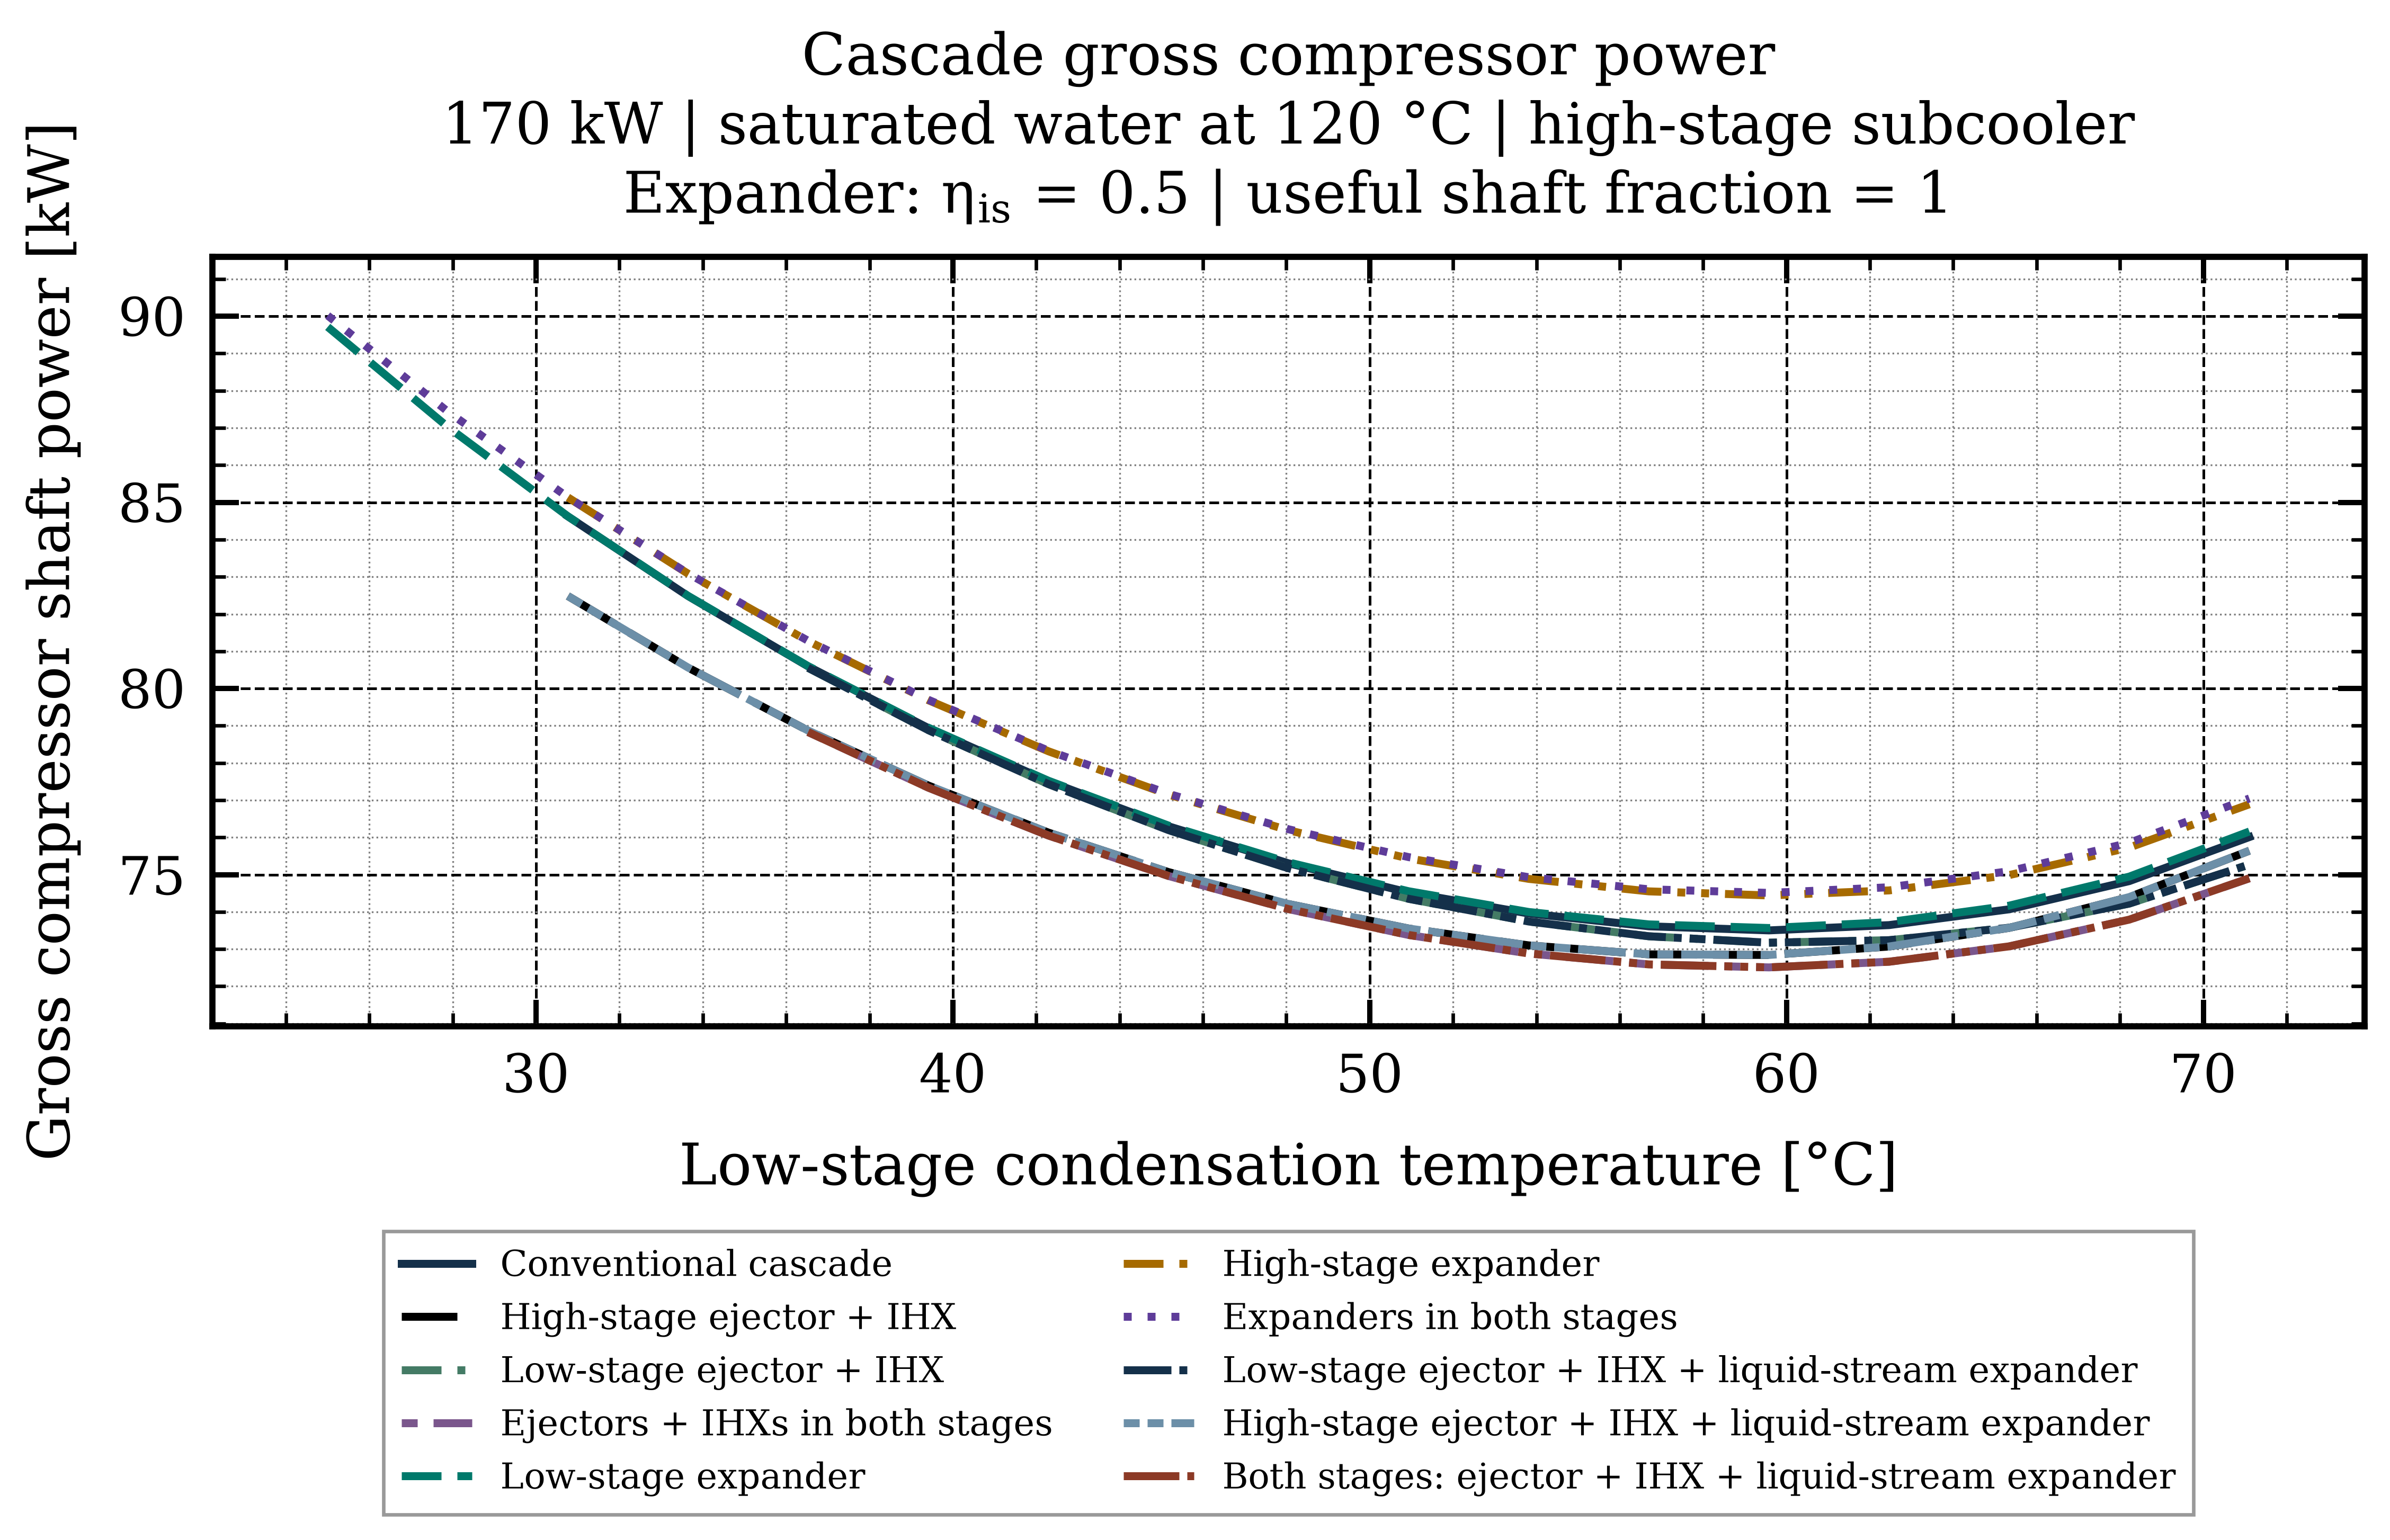 Cascade gross compressor power
170 kW | saturated water at 120 °C | high-stage subcooler
Expander: ηis = 0.5 | useful shaft fraction = 1
Gross compressor shaft power [kW]
90
85
80
75
30
40
50
60
70
Low-stage condensation temperature [°C]
Conventional cascade
High-stage ejector + IHX
Low-stage ejector + IHX
Ejectors + IHXs in both stages
Low-stage expander
High-stage expander
Expanders in both stages
Low-stage ejector + IHX + liquid-stream expander
High-stage ejector + IHX + liquid-stream expander
Both stages: ejector + IHX + liquid-stream expander